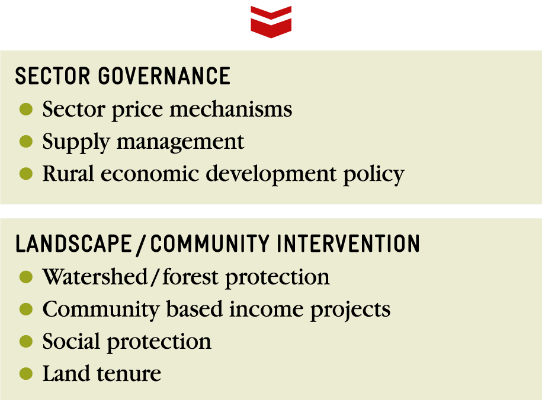 SECTOR GOVERNANCE
Sector price mechanisms
Supply management
Rural economic development policy
LANDSCAPE/COMMUNITY INTERVENTION
Watershed/forest protection
Community based income projects
Social protection
Land tenure